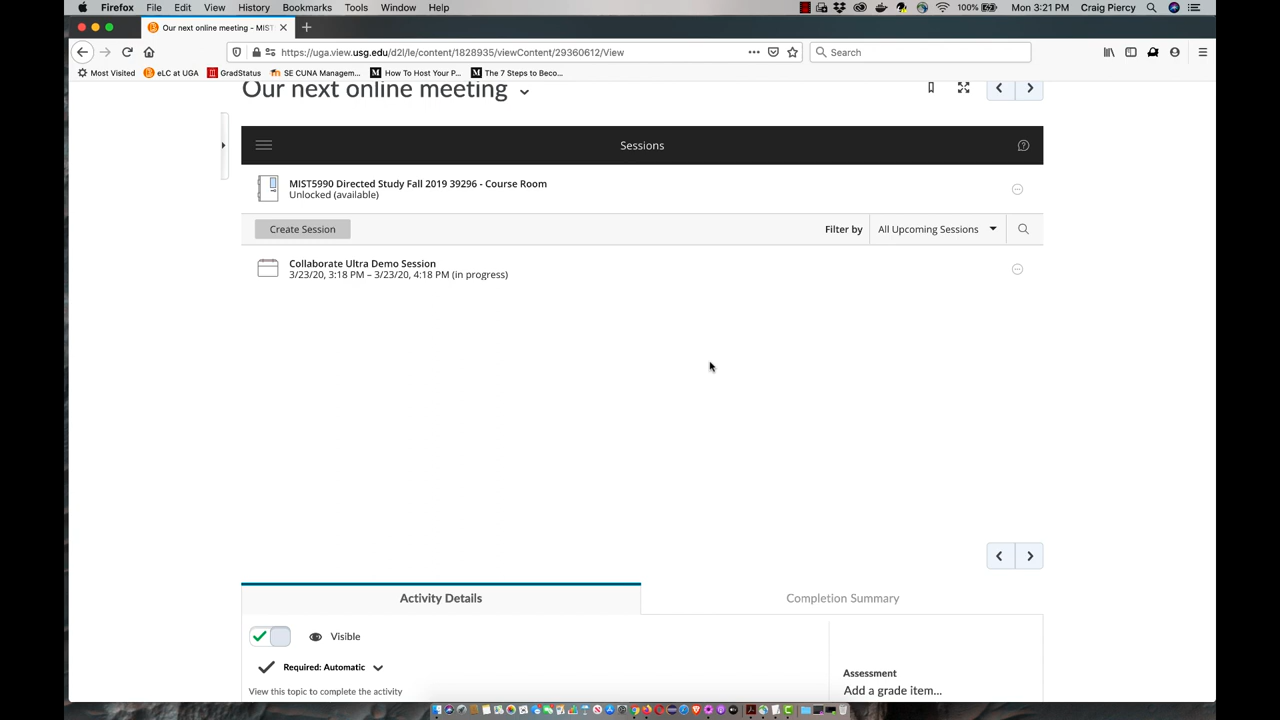 Firefox File Edit View History Bookmarks Tools Window Help 100% Mon 3:21 PM Craig Piercy
Our next online meeting - MIST
https://uga.view.usg.edu/d2l/le/content/1828935/viewContent/29360612/View Search
Most Visited eLC at UGA GradStatus SE CUNA Managem... How To Host Your P... The 7 Steps to Beco...
Our next online meeting
Sessions
MIST5990 Directed Study Fall 2019 39296 - Course Room
Unlocked (available)
Create Session Filter by All Upcoming Sessions
Collaborate Ultra Demo Session
3/23/20, 3:18 PM – 3/23/20, 4:18 PM (in progress)
Activity Details Completion Summary
Visible
Required: Automatic
Assessment
View this topic to complete the activity Add a grade item...